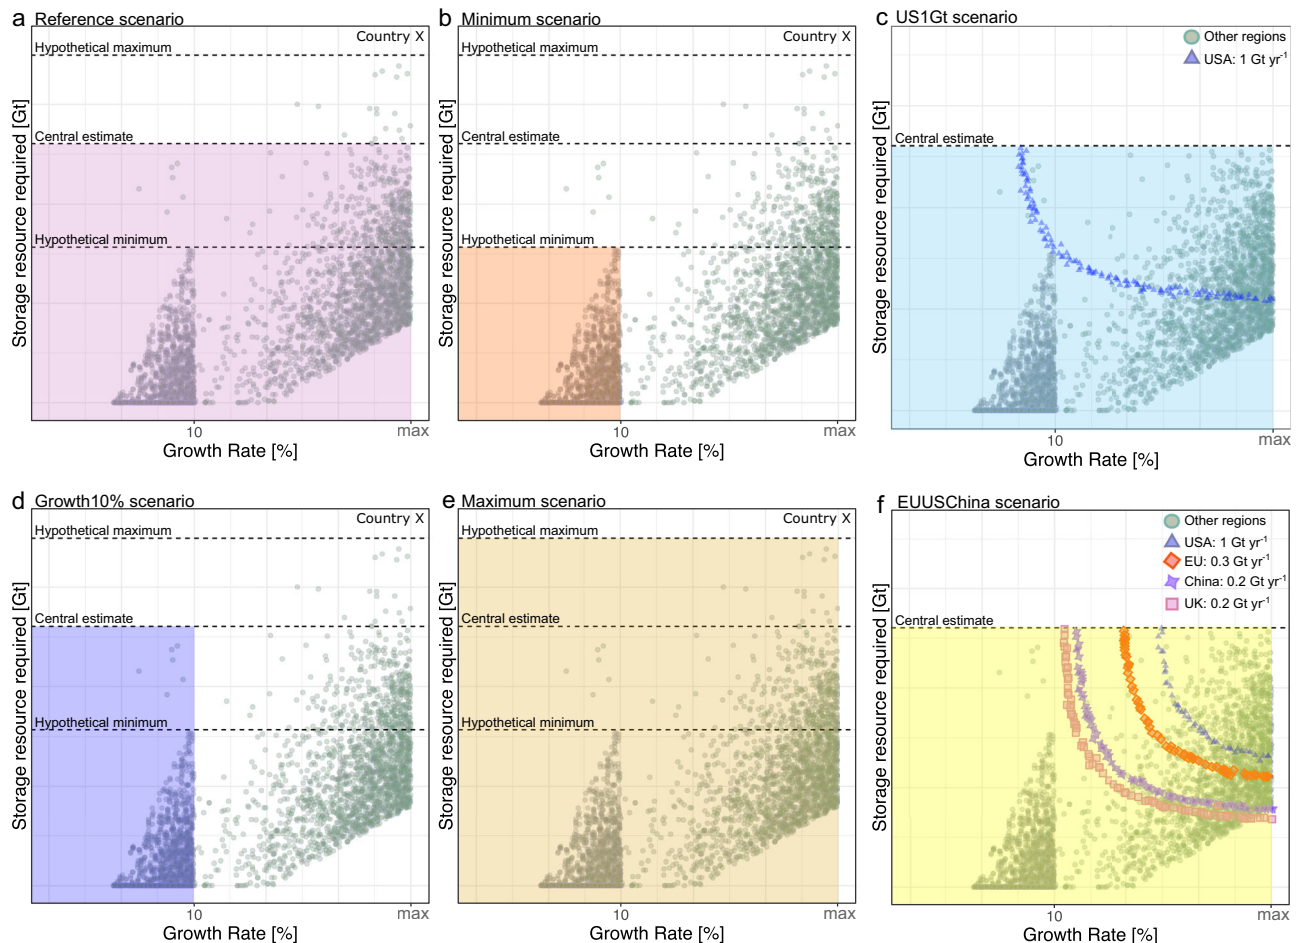 a Reference scenario
Country X
Hypothetical maximum
Central estimate
Hypothetical minimum
Storage resource required [Gt]
10
max
Growth Rate [%]
b Minimum scenario
Country X
Hypothetical maximum
Central estimate
Hypothetical minimum
Storage resource required [Gt]
10
max
Growth Rate [%]
c US1Gt scenario
Other regions
USA: 1 Gt yr⁻¹
Central estimate
Storage resource required [Gt]
10
max
Growth Rate [%]
d Growth10% scenario
Country X
Hypothetical maximum
Central estimate
Hypothetical minimum
Storage resource required [Gt]
10
max
Growth Rate [%]
e Maximum scenario
Country X
Hypothetical maximum
Central estimate
Hypothetical minimum
Storage resource required [Gt]
10
max
Growth Rate [%]
f EUUSChina scenario
Other regions
USA: 1 Gt yr⁻¹
EU: 0.3 Gt yr⁻¹
China: 0.2 Gt yr⁻¹
UK: 0.2 Gt yr⁻¹
Central estimate
Storage resource required [Gt]
10
max
Growth Rate [%]